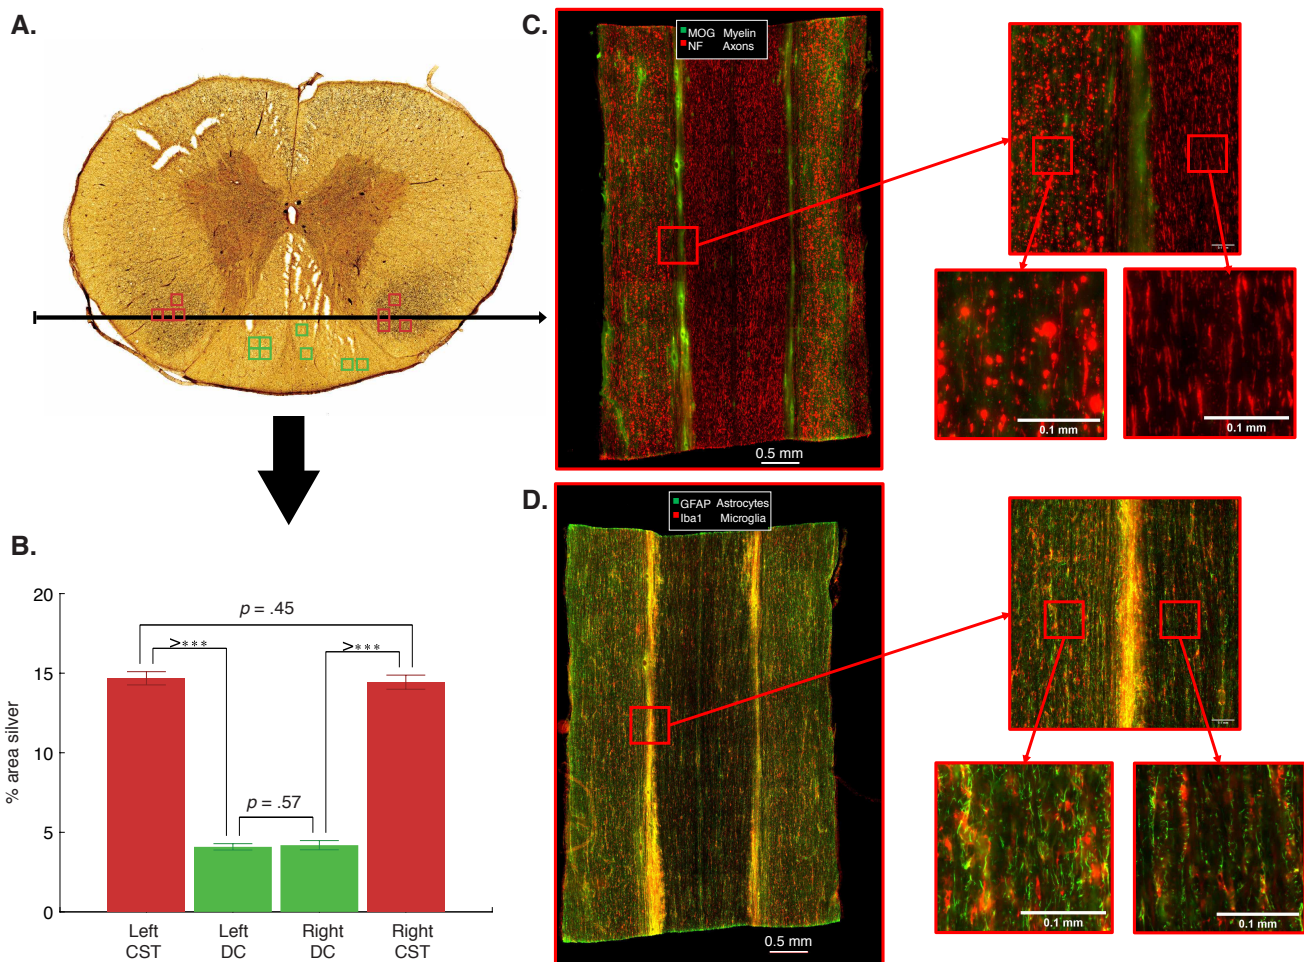 A.
B.
% area silver
20
15
10
5
0
p = .45
>***
>***
p = .57
Left CST
Left DC
Right DC
Right CST
C.
MOG Myelin
NF Axons
0.5 mm
0.1 mm
0.1 mm
D.
GFAP Astrocytes
Iba1 Microglia
0.5 mm
0.1 mm
0.1 mm